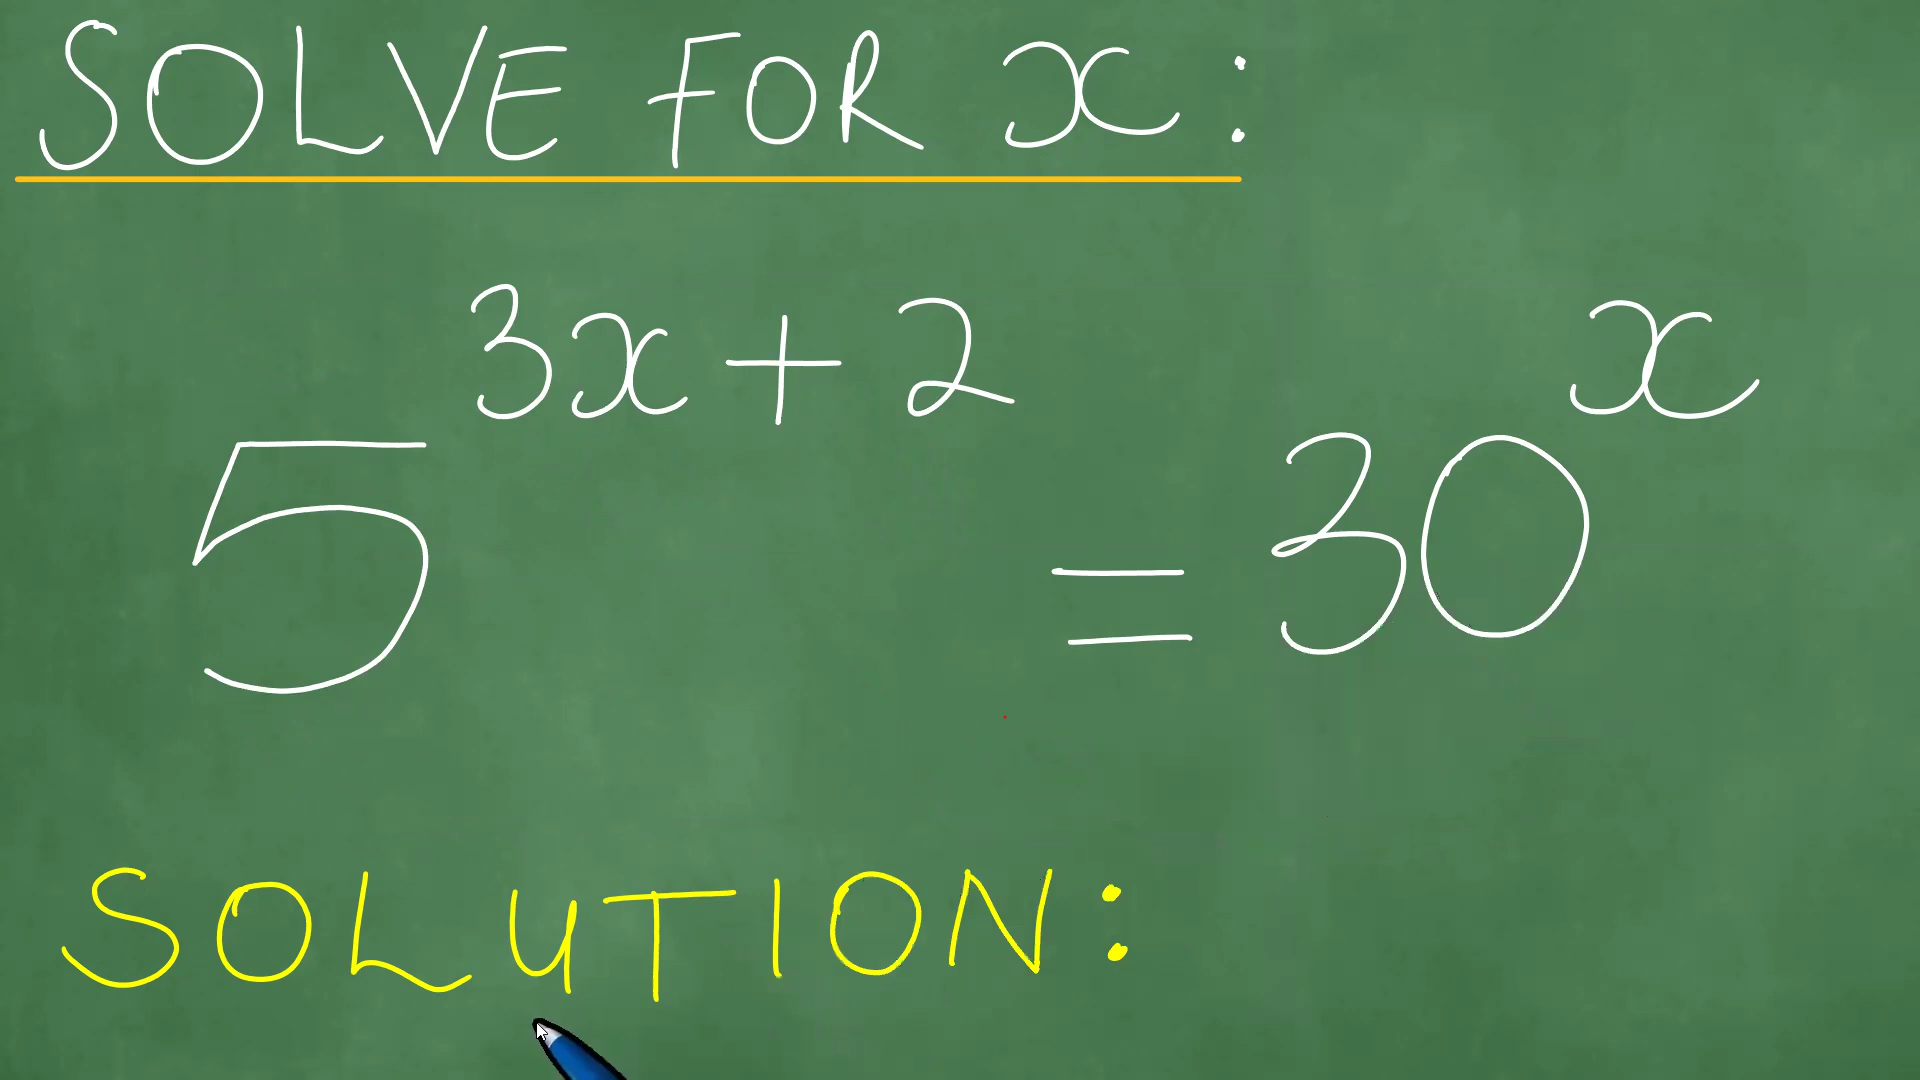 SOLVE FOR x:
5^{3x+2} = 30^x
SOLUTION: